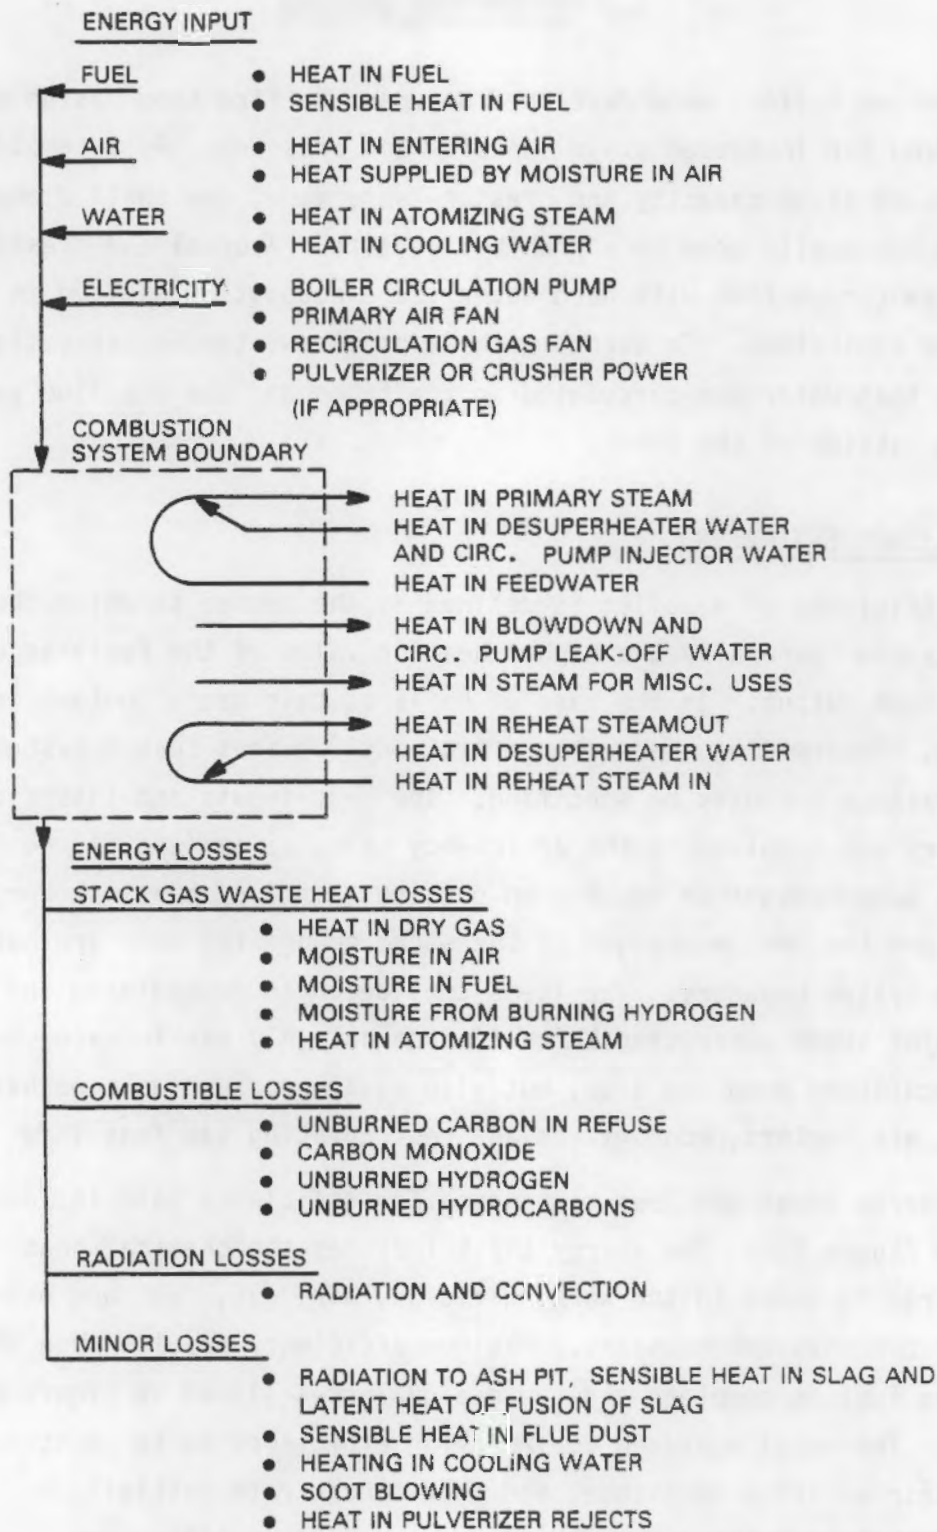 ENERGY INPUT
FUEL
• HEAT IN FUEL
• SENSIBLE HEAT IN FUEL
AIR
• HEAT IN ENTERING AIR
• HEAT SUPPLIED BY MOISTURE IN AIR
WATER
• HEAT IN ATOMIZING STEAM
• HEAT IN COOLING WATER
ELECTRICITY
• BOILER CIRCULATION PUMP
• PRIMARY AIR FAN
• RECIRCULATION GAS FAN
• PULVERIZER OR CRUSHER POWER
(IF APPROPRIATE)
COMBUSTION
SYSTEM BOUNDARY
HEAT IN PRIMARY STEAM
HEAT IN DESUPERHEATER WATER
AND CIRC. PUMP INJECTOR WATER
HEAT IN FEEDWATER
HEAT IN BLOWDOWN AND
CIRC. PUMP LEAK-OFF WATER
HEAT IN STEAM FOR MISC. USES
HEAT IN REHEAT STEAMOUT
HEAT IN DESUPERHEATER WATER
HEAT IN REHEAT STEAM IN
ENERGY LOSSES
STACK GAS WASTE HEAT LOSSES
• HEAT IN DRY GAS
• MOISTURE IN AIR
• MOISTURE IN FUEL
• MOISTURE FROM BURNING HYDROGEN
• HEAT IN ATOMIZING STEAM
COMBUSTIBLE LOSSES
• UNBURNED CARBON IN REFUSE
• CARBON MONOXIDE
• UNBURNED HYDROGEN
• UNBURNED HYDROCARBONS
RADIATION LOSSES
• RADIATION AND CONVECTION
MINOR LOSSES
• RADIATION TO ASH PIT, SENSIBLE HEAT IN SLAG AND
LATENT HEAT OF FUSION OF SLAG
• SENSIBLE HEAT IN FLUE DUST
• HEATING IN COOLING WATER
• SOOT BLOWING
• HEAT IN PULVERIZER REJECTS